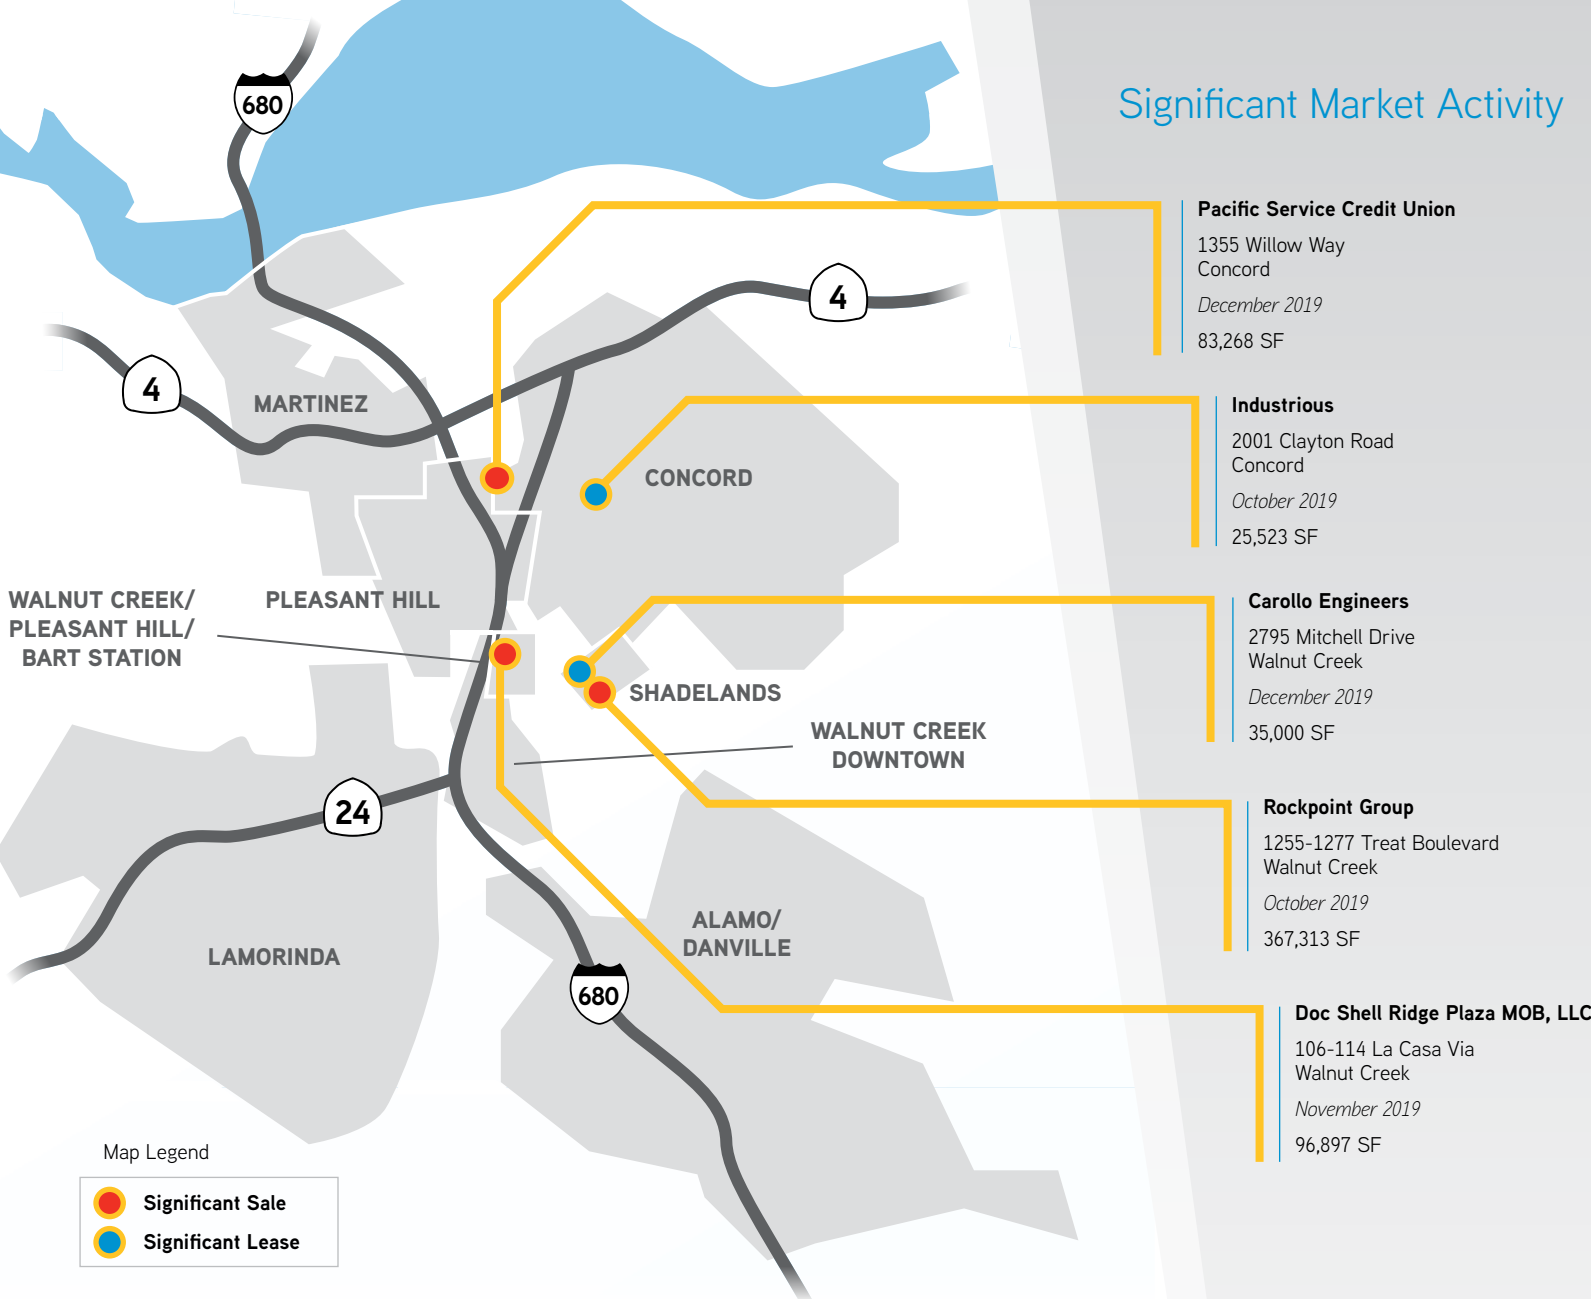 680
Significant Market Activity
Pacific Service Credit Union
1355 Willow Way
Concord
December 2019
83,268 SF
4
4
MARTINEZ
Industrious
2001 Clayton Road
Concord
October 2019
25,523 SF
CONCORD
WALNUT CREEK/
PLEASANT HILL/
BART STATION
PLEASANT HILL
Carollo Engineers
2795 Mitchell Drive
Walnut Creek
December 2019
35,000 SF
SHADELANDS
WALNUT CREEK
DOWNTOWN
24
Rockpoint Group
1255-1277 Treat Boulevard
Walnut Creek
October 2019
367,313 SF
ALAMO/
DANVILLE
LAMORINDA
680
Doc Shell Ridge Plaza MOB, LLC
106-114 La Casa Via
Walnut Creek
November 2019
96,897 SF
Map Legend
Significant Sale
Significant Lease